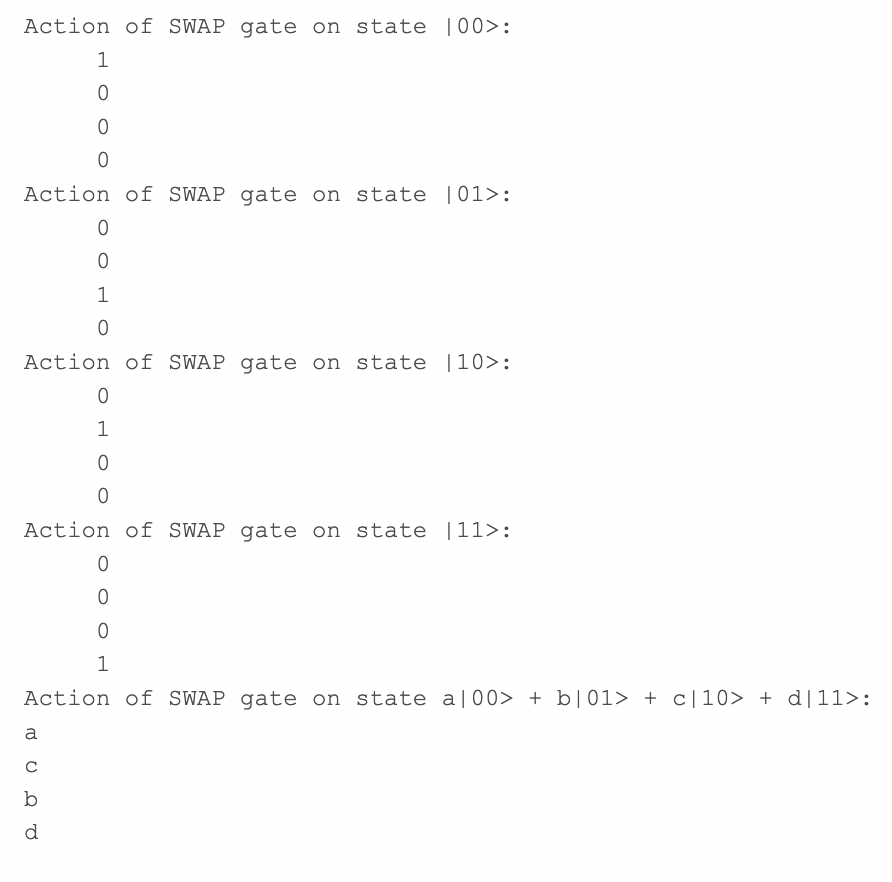 Action of SWAP gate on state |00>:
1
0
0
0
Action of SWAP gate on state |01>:
0
0
1
0
Action of SWAP gate on state |10>:
0
1
0
0
Action of SWAP gate on state |11>:
0
0
0
1
Action of SWAP gate on state a|00> + b|01> + c|10> + d|11>:
a
c
b
d